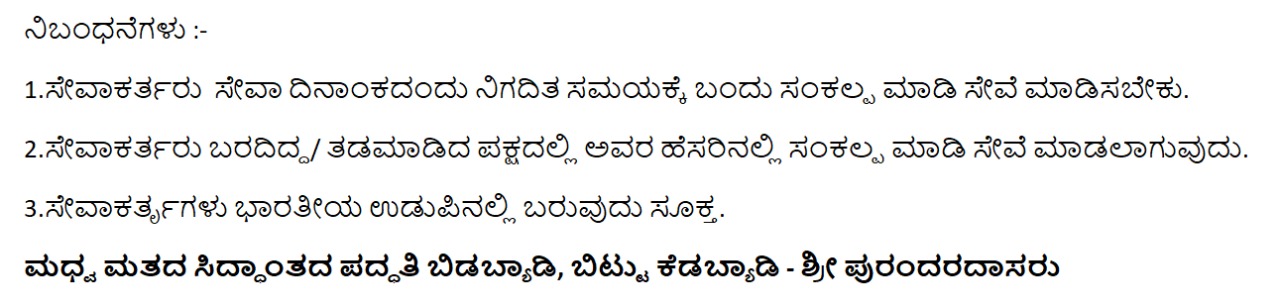 ನಿಬಂಧನೆಗಳು :-
1.ಸೇವಾಕರ್ತರು ಸೇವಾ ದಿನಾಂಕದಂದು ನಿಗದಿತ ಸಮಯಕ್ಕೆ ಬಂದು ಸಂಕಲ್ಪ ಮಾಡಿ ಸೇವೆ ಮಾಡಿಸಬೇಕು.
2.ಸೇವಾಕರ್ತರು ಬರದಿದ್ದ/ ತಡಮಾಡಿದ ಪಕ್ಷದಲ್ಲಿ ಅವರ ಹೆಸರಿನಲ್ಲಿ ಸಂಕಲ್ಪ ಮಾಡಿ ಸೇವೆ ಮಾಡಲಾಗುವುದು.
3.ಸೇವಾಕರ್ತೃಗಳು ಭಾರತೀಯ ಉಡುಪಿನಲ್ಲಿ ಬರುವುದು ಸೂಕ್ತ.
ಮಧ್ವ ಮತದ ಸಿದ್ಧಾಂತದ ಪದ್ಧತಿ ಬಿಡಬ್ಯಾಡಿ, ಬಿಟ್ಟು ಕೆಡಬ್ಯಾಡಿ - ಶ್ರೀ ಪುರಂದರದಾಸರು